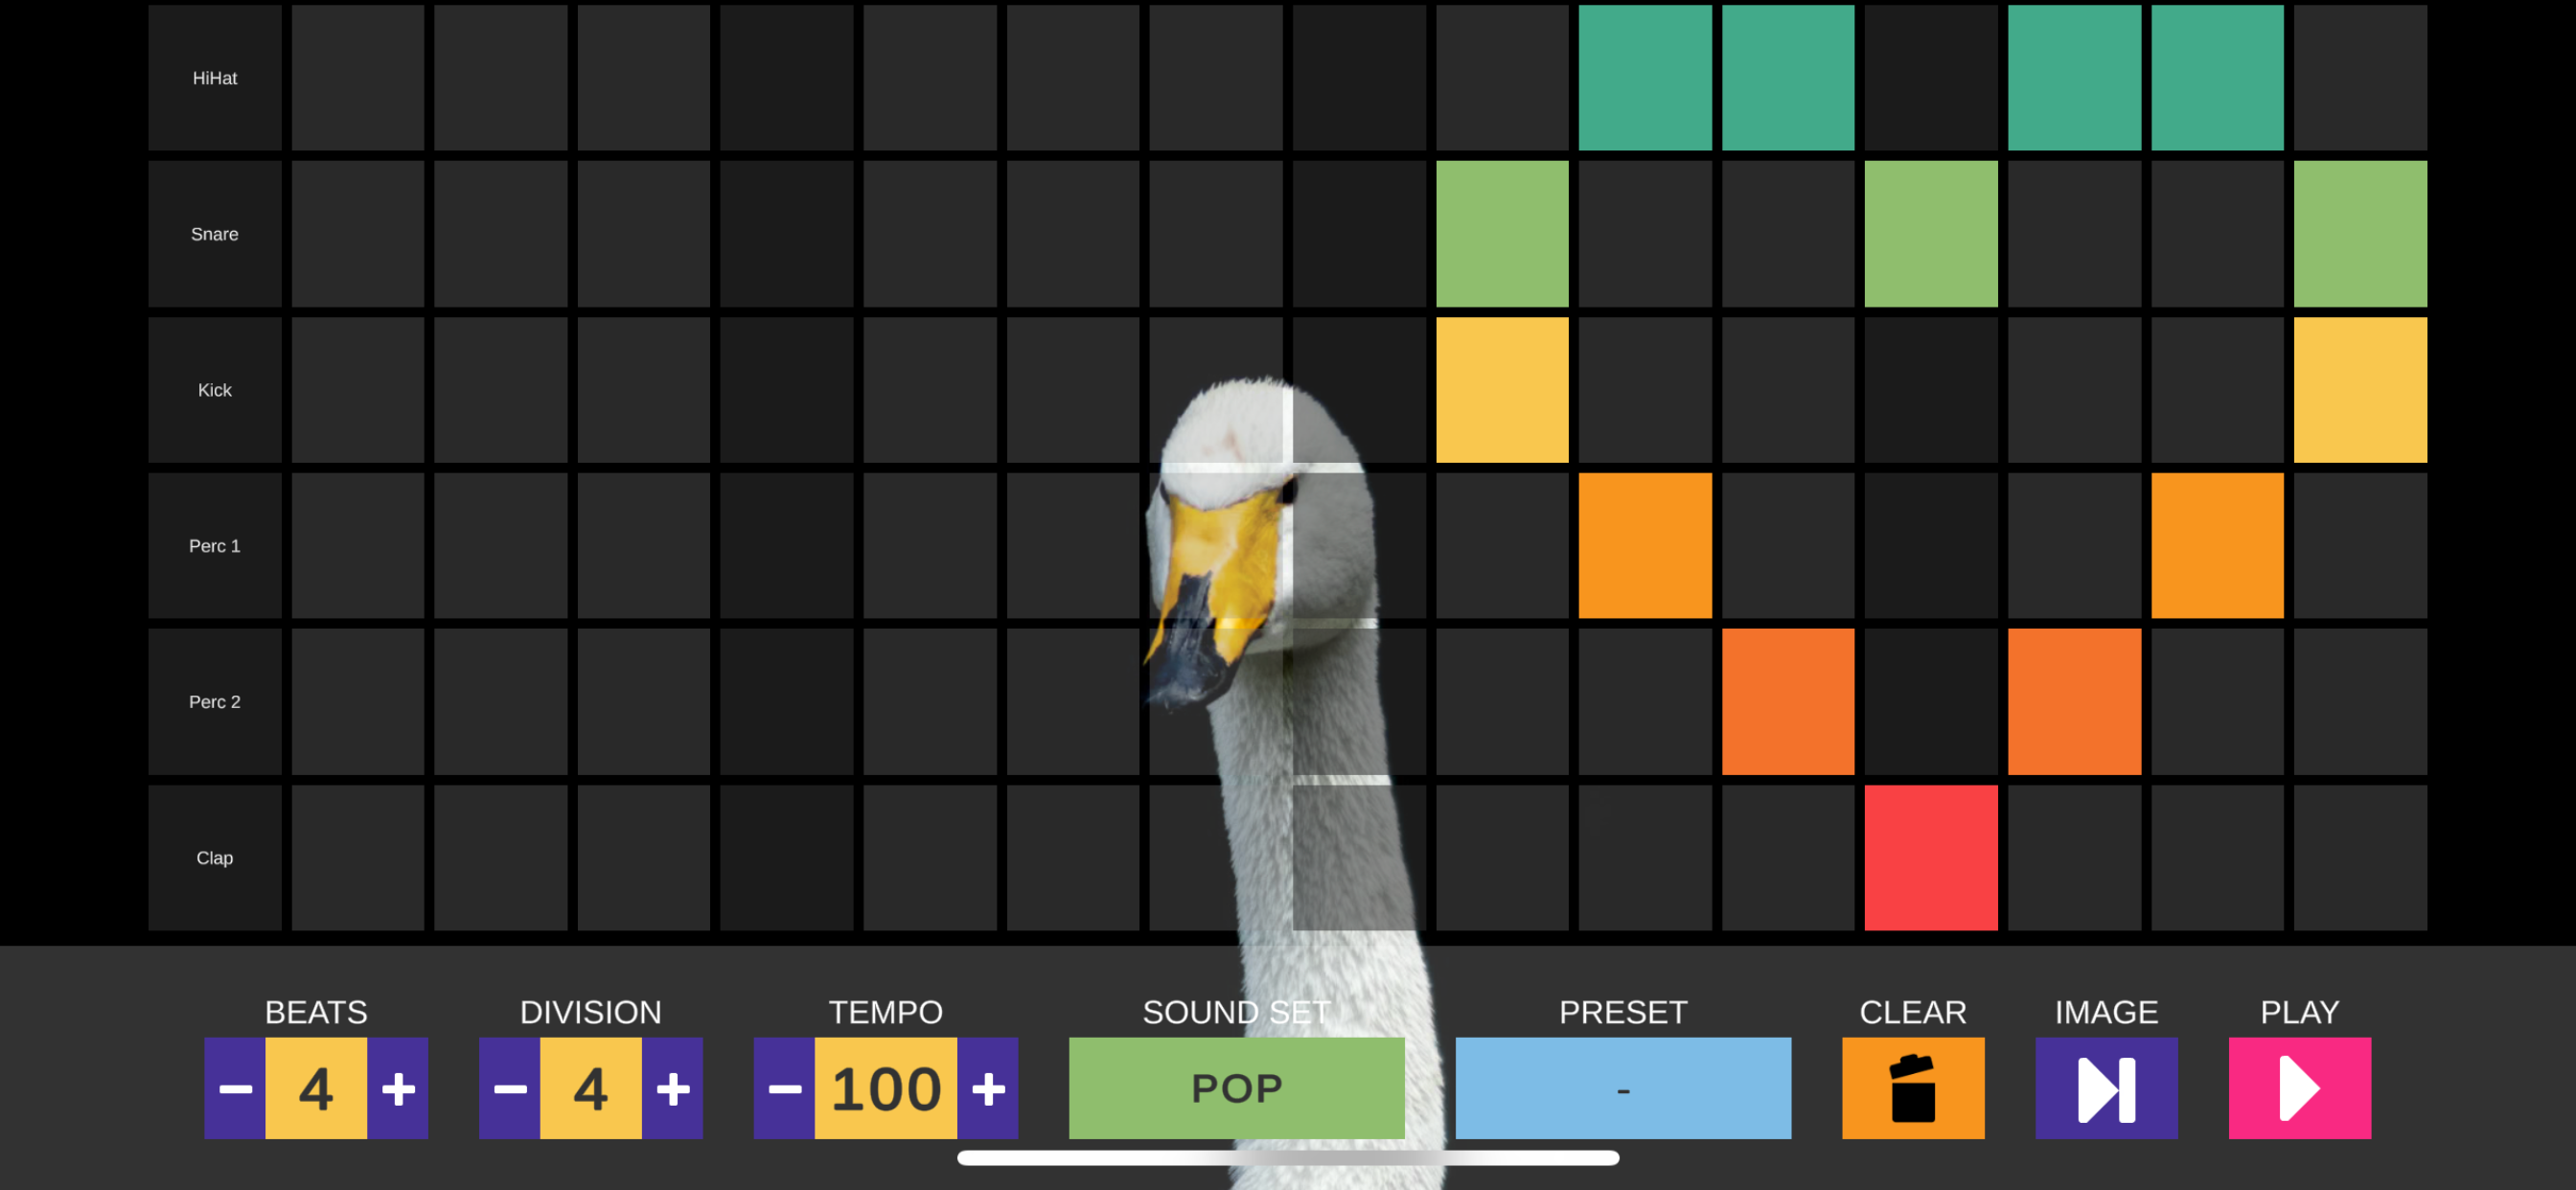 HiHat
Snare
Kick
Perc 1
Perc 2
Clap
BEATS DIVISION TEMPO SOUND SET PRESET CLEAR IMAGE PLAY
− 4 + − 4 + − 100 + POP -